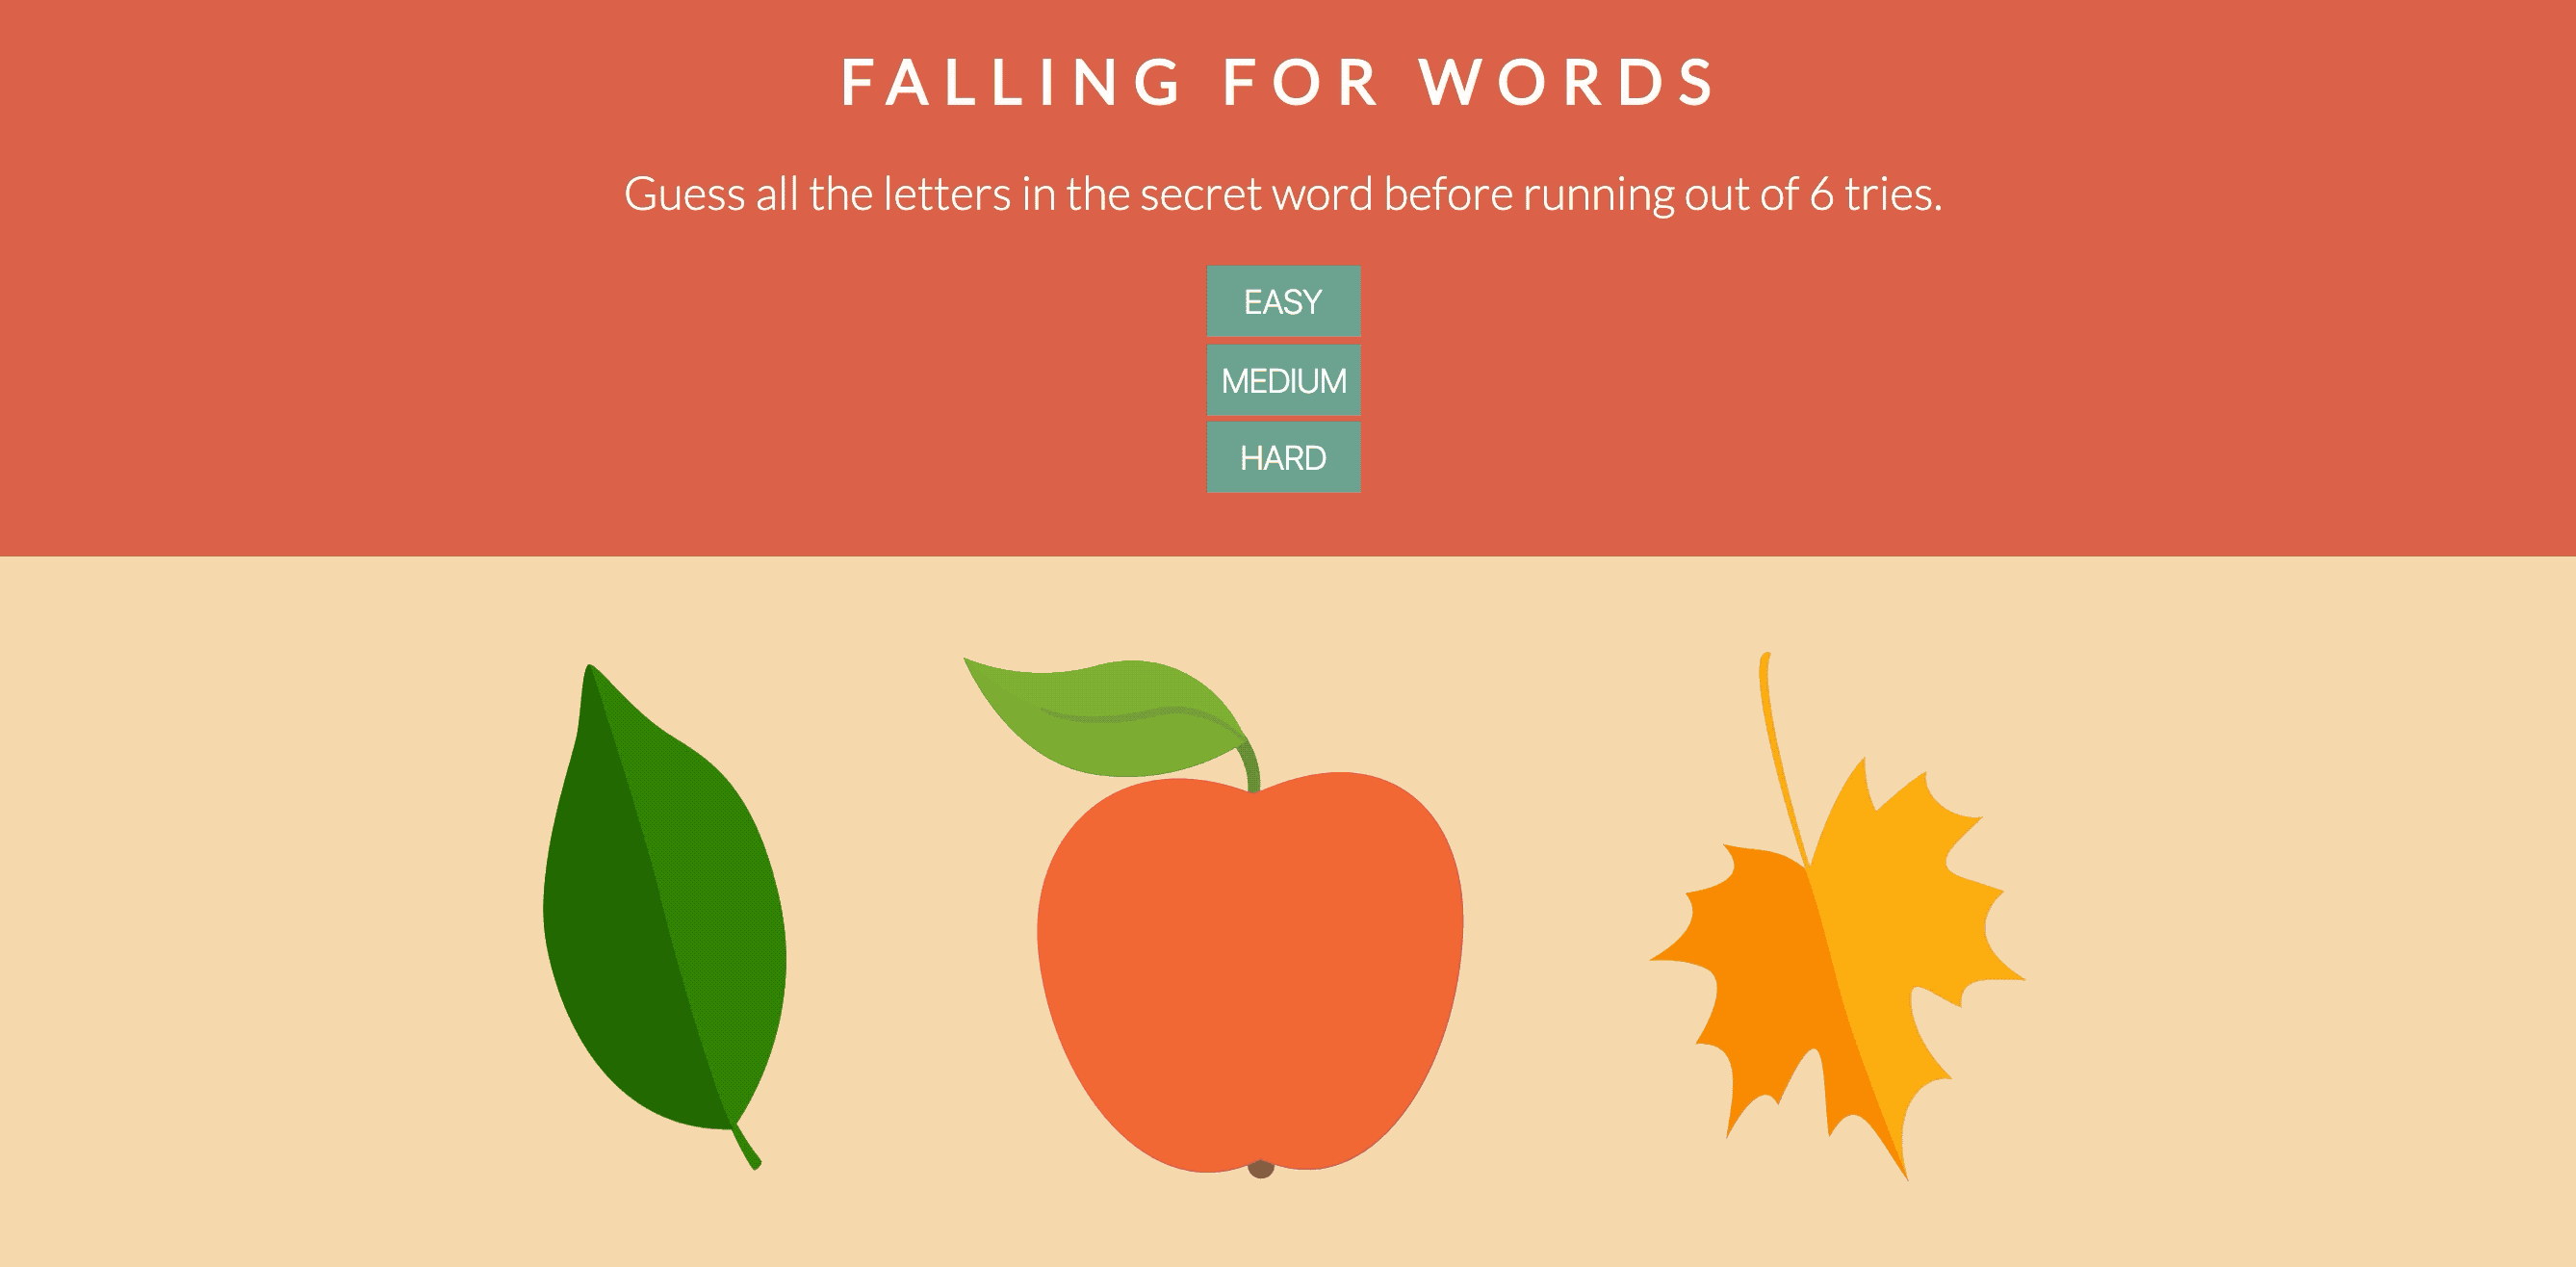 FALLING FOR WORDS
Guess all the letters in the secret word before running out of 6 tries.
EASY
MEDIUM
HARD